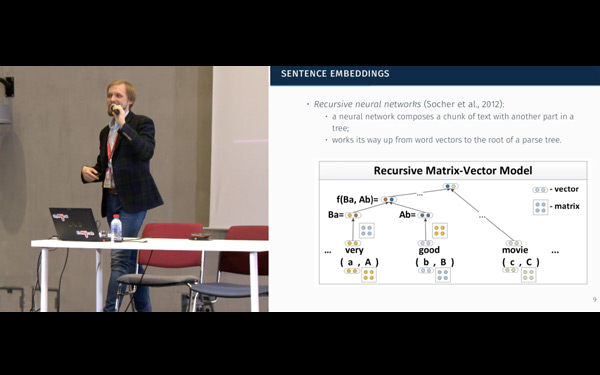 SENTENCE EMBEDDINGS
• Recursive neural networks (Socher et al., 2012):
• a neural network composes a chunk of text with another part in a
tree;
• works its way up from word vectors to the root of a parse tree.
Recursive Matrix-Vector Model
f(Ba, Ab)=
...
- vector
Ba=
Ab=
...
- matrix
... very good movie ...
( a , A ) ( b , B ) ( c , C )
9